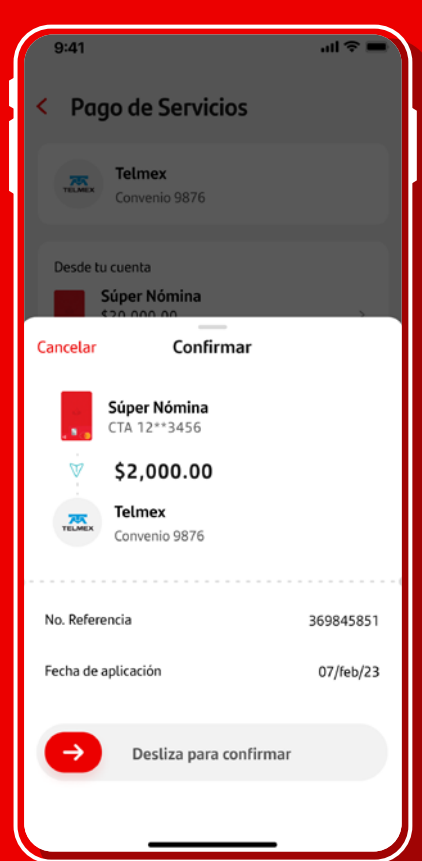 9:41
Pago de Servicios
TELMEX
Telmex
Convenio 9876
Desde tu cuenta
Súper Nómina
$20,000.00
Cancelar
Confirmar
Súper Nómina
CTA 12**3456
$2,000.00
TELMEX
Telmex
Convenio 9876
No. Referencia 369845851
Fecha de aplicación 07/feb/23
Desliza para confirmar